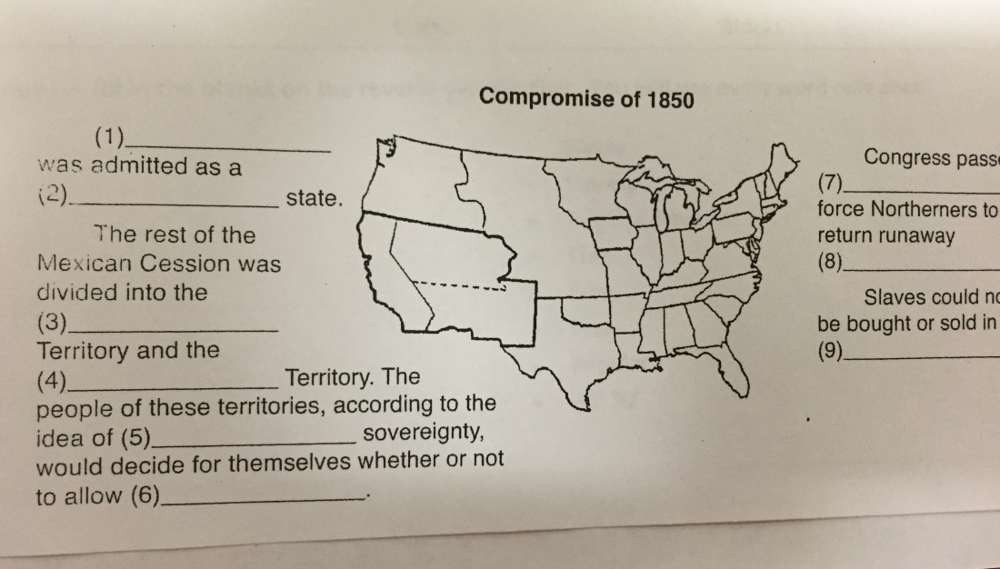 Compromise of 1850
(1)
was admitted as a
(2) state.
The rest of the
Mexican Cession was
divided into the
(3)
Territory and the
(4) Territory. The
people of these territories, according to the
idea of (5) sovereignty,
would decide for themselves whether or not
to allow (6).
Congress passe
(7)
force Northerners to
return runaway
(8)
Slaves could no
be bought or sold in
(9)